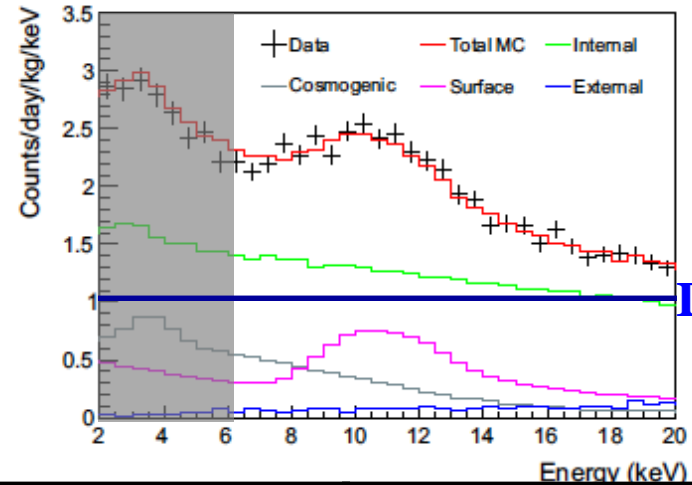 Counts/day/kg/keV
3.5
3
2.5
2
1.5
1
0.5
0
Data
Total MC
Internal
Cosmogenic
Surface
External
2 4 6 8 10 12 14 16 18 20
Energy (keV)